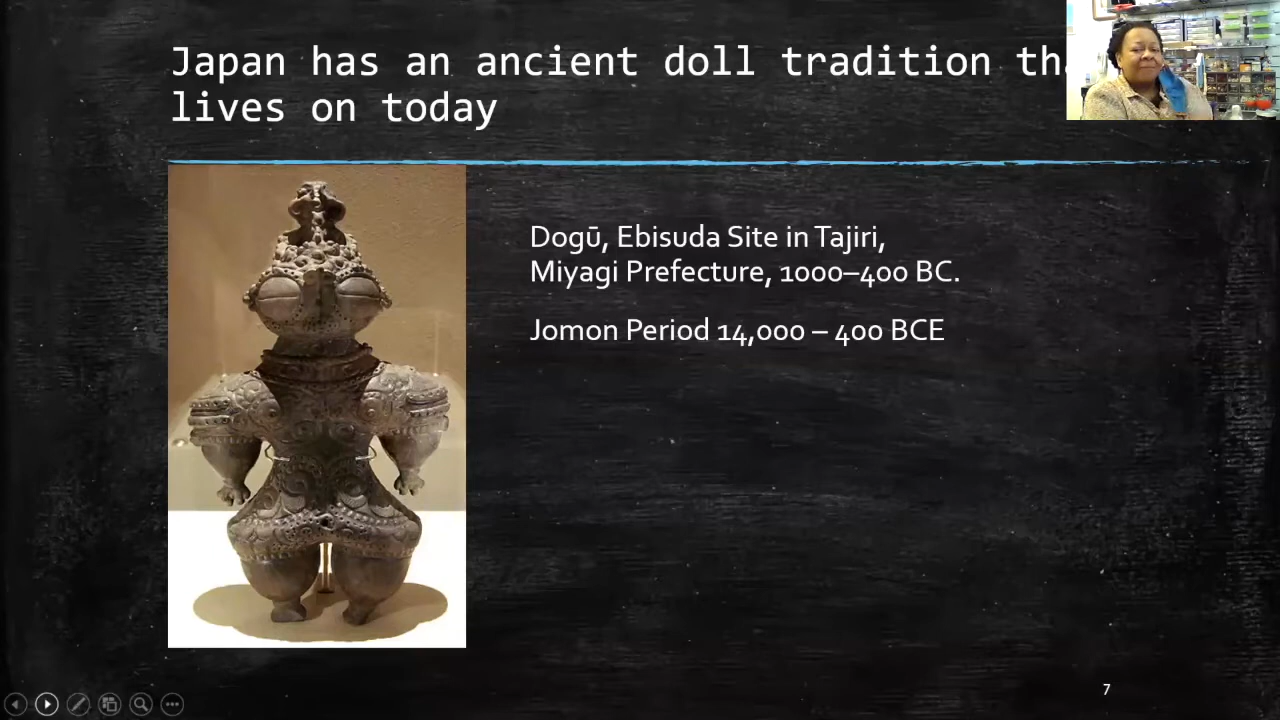 Japan has an ancient doll tradition
lives on today
Dogū, Ebisuda Site in Tajiri,
Miyagi Prefecture, 1000–400 BC.
Jomon Period 14,000 – 400 BCE
7